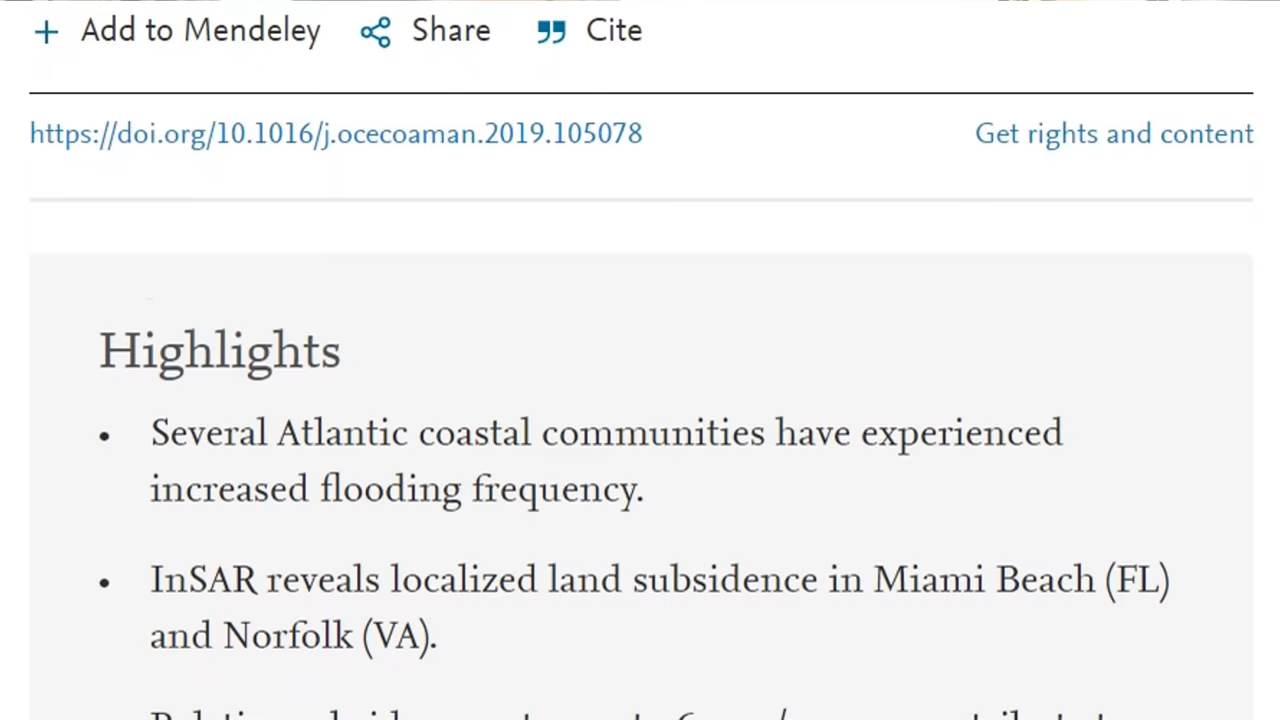 + Add to Mendeley Share Cite
https://doi.org/10.1016/j.ocecoaman.2019.105078 Get rights and content
Highlights
• Several Atlantic coastal communities have experienced
increased flooding frequency.
• InSAR reveals localized land subsidence in Miami Beach (FL)
and Norfolk (VA).